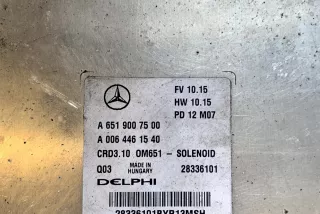 FV 10.15
HW 10.15
PD 12 M07
A 651 900 75 00
A 006 446 15 40
CRD3.10 OM651 - SOLENOID
Q03 MADE IN HUNGARY 28336101
DELPHI
28336101BYB13MSH